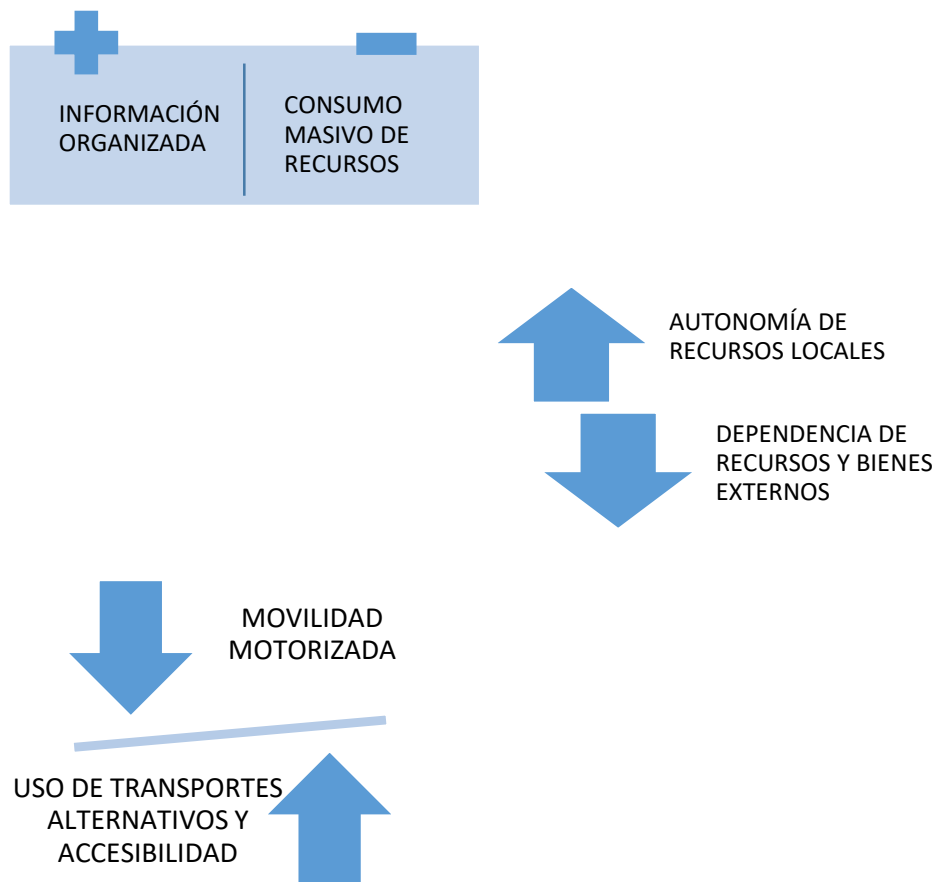 INFORMACIÓN
ORGANIZADA
CONSUMO
MASIVO DE
RECURSOS
AUTONOMÍA DE
RECURSOS LOCALES
DEPENDENCIA DE
RECURSOS Y BIENES
EXTERNOS
MOVILIDAD
MOTORIZADA
USO DE TRANSPORTES
ALTERNATIVOS Y
ACCESIBILIDAD